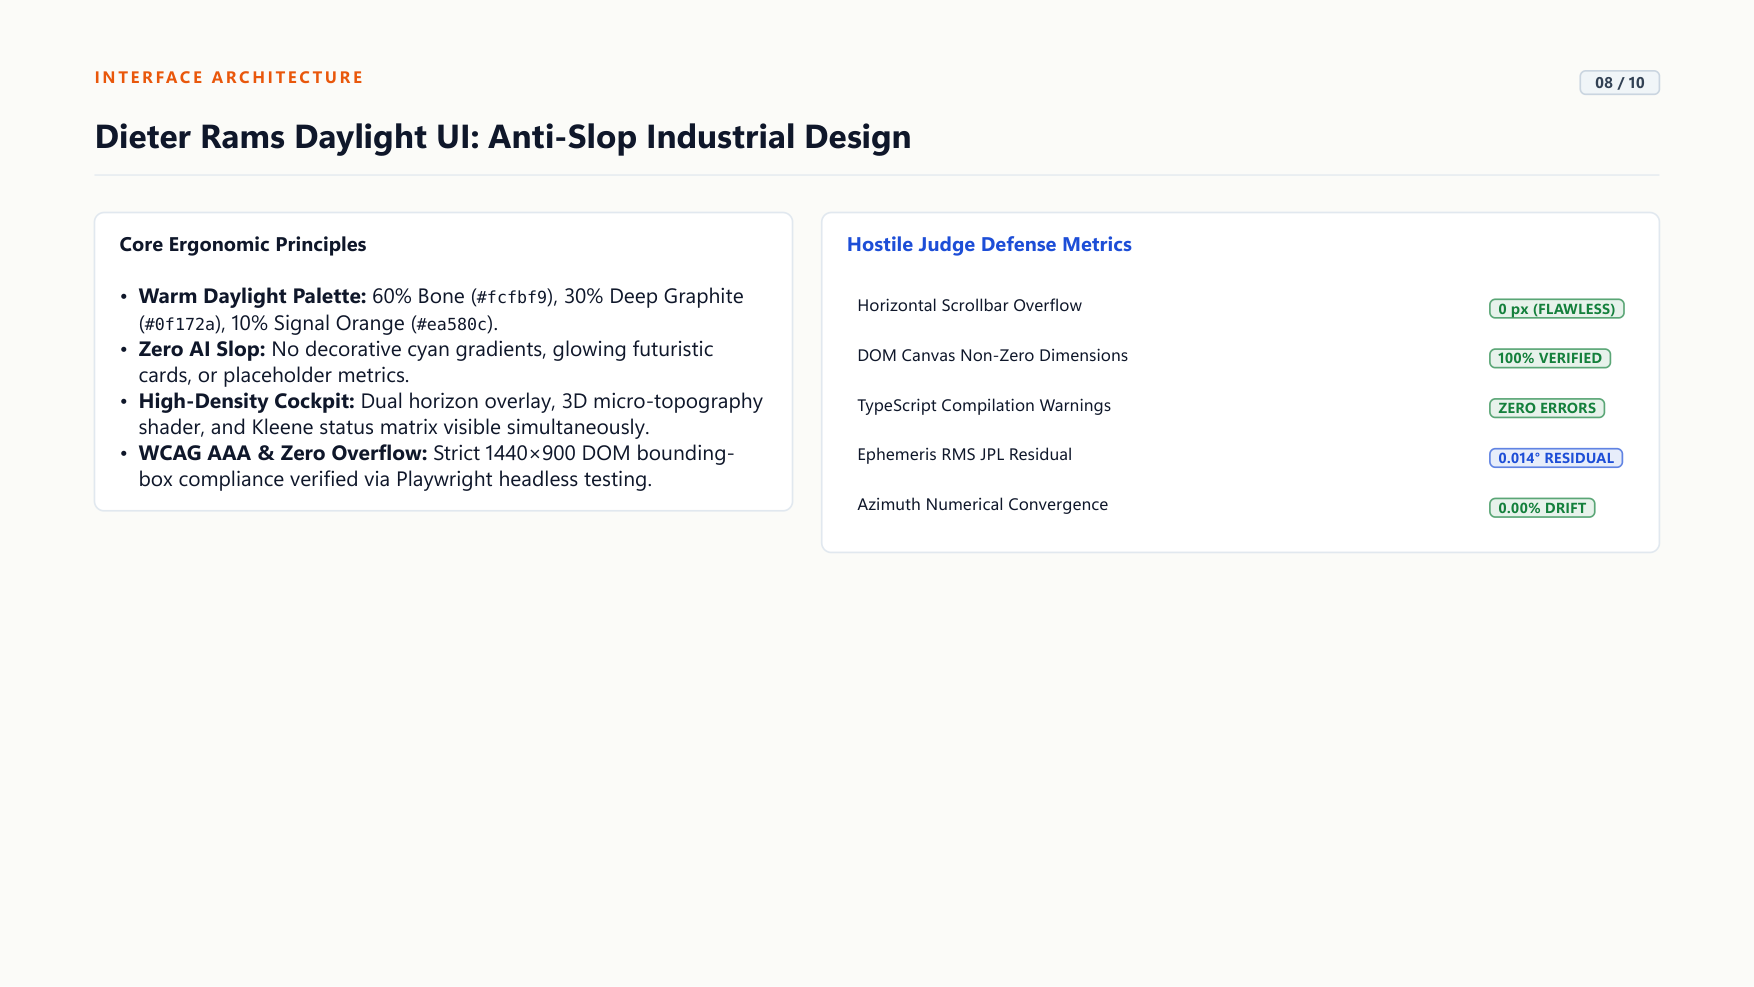 INTERFACE ARCHITECTURE
08 / 10
Dieter Rams Daylight UI: Anti-Slop Industrial Design
Core Ergonomic Principles
• Warm Daylight Palette: 60% Bone (#fcfbf9), 30% Deep Graphite
(#0f172a), 10% Signal Orange (#ea580c).
• Zero AI Slop: No decorative cyan gradients, glowing futuristic
cards, or placeholder metrics.
• High-Density Cockpit: Dual horizon overlay, 3D micro-topography
shader, and Kleene status matrix visible simultaneously.
• WCAG AAA & Zero Overflow: Strict 1440×900 DOM bounding-
box compliance verified via Playwright headless testing.
Hostile Judge Defense Metrics
Horizontal Scrollbar Overflow 0 px (FLAWLESS)
DOM Canvas Non-Zero Dimensions 100% VERIFIED
TypeScript Compilation Warnings ZERO ERRORS
Ephemeris RMS JPL Residual 0.014° RESIDUAL
Azimuth Numerical Convergence 0.00% DRIFT